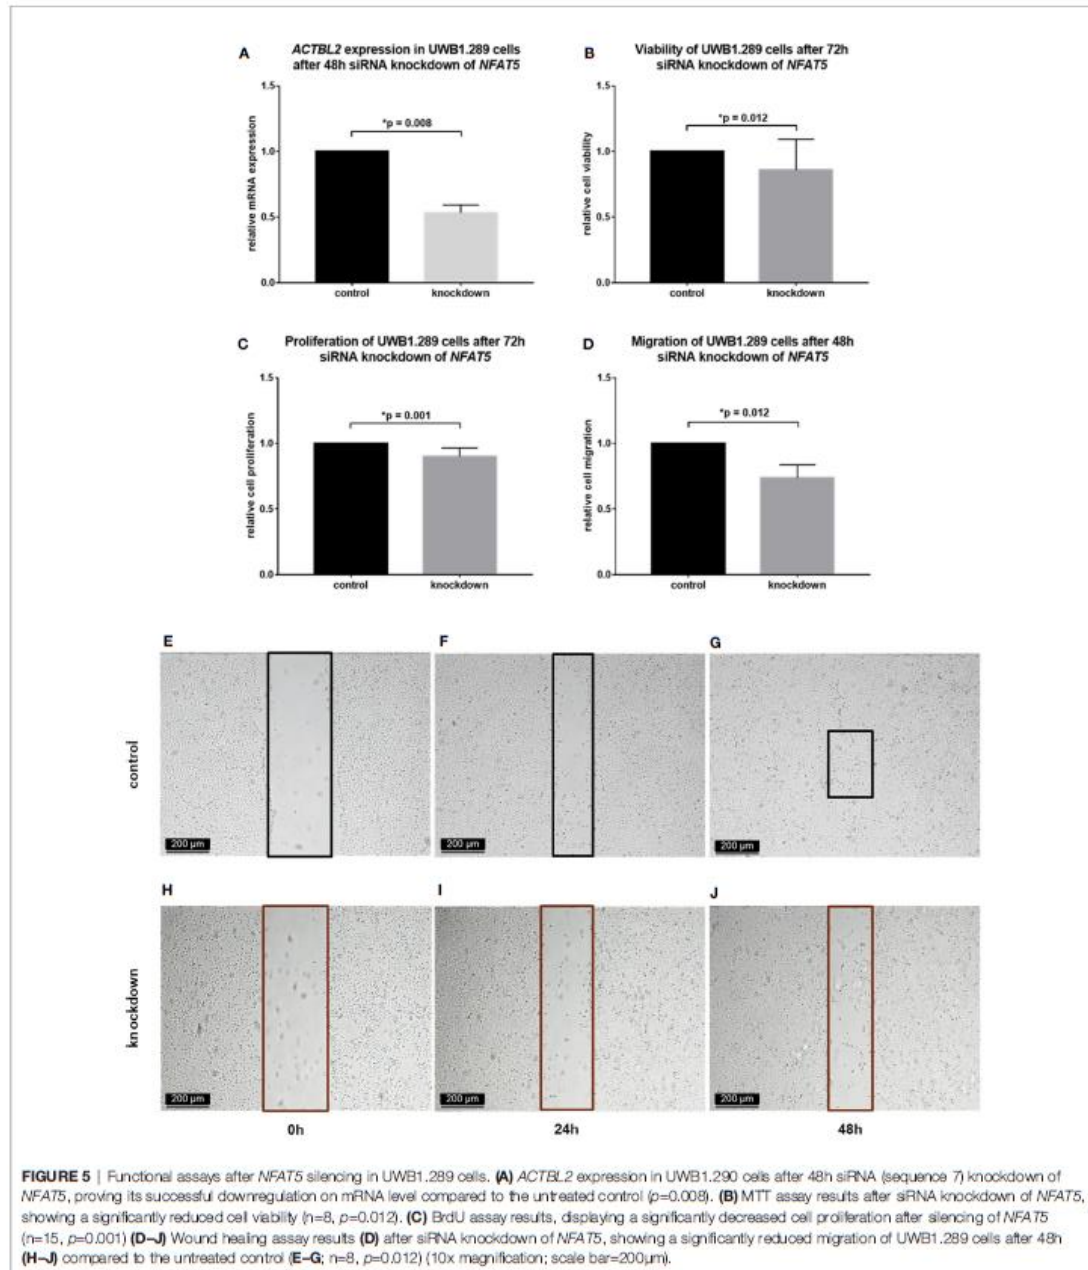 A
ACTBL2 expression in UWB1.289 cells
after 48h siRNA knockdown of NFAT5
1.5
1.0
0.5
0.0
relative mRNA expression
*p = 0.008
control
knockdown
B
Viability of UWB1.289 cells after 72h
siRNA knockdown of NFAT5
1.5
1.0
0.5
0.0
relative cell viability
*p = 0.012
control
knockdown
C
Proliferation of UWB1.289 cells after 72h
siRNA knockdown of NFAT5
1.5
1.0
0.5
0.0
relative cell proliferation
*p = 0.001
control
knockdown
D
Migration of UWB1.289 cells after 48h
siRNA knockdown of NFAT5
1.5
1.0
0.5
0.0
relative cell migration
*p = 0.012
control
knockdown
E
F
G
control
200 µm
200 µm
200 µm
H
I
J
knockdown
200 µm
200 µm
200 µm
0h
24h
48h
FIGURE 5 | Functional assays after NFAT5 silencing in UWB1.289 cells. (A) ACTBL2 expression in UWB1.290 cells after 48h siRNA (sequence 7) knockdown of
NFAT5, proving its successful downregulation on mRNA level compared to the untreated control (p=0.008). (B) MTT assay results after siRNA knockdown of NFAT5,
showing a significantly reduced cell viability (n=8, p=0.012). (C) BrdU assay results, displaying a significantly decreased cell proliferation after silencing of NFAT5
(n=15, p=0.001) (D–J) Wound healing assay results (D) after siRNA knockdown of NFAT5, showing a significantly reduced migration of UWB1.289 cells after 48h
(H–J) compared to the untreated control (E–G; n=8, p=0.012) (10x magnification; scale bar=200µm).